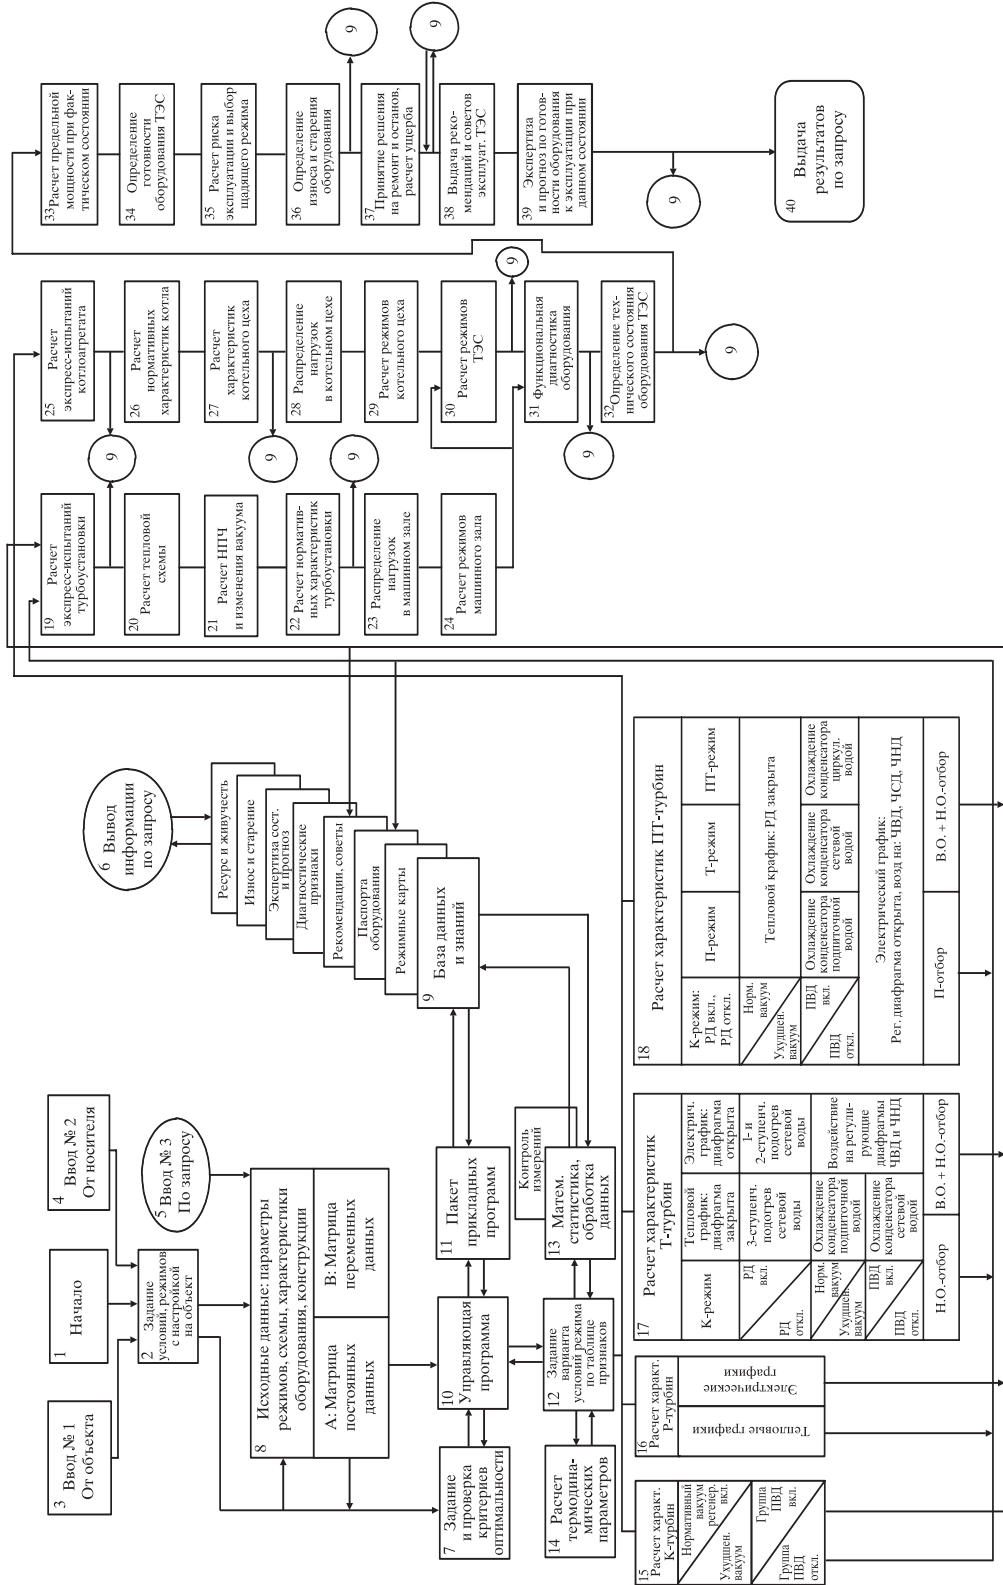 3 Ввод № 1
От объекта
1 Начало
4 Ввод № 2
От носителя
2 Задание
условий, режимов
с настройкой
на объект
5 Ввод № 3
По запросу
6 Вывод
информации
по запросу
8 Исходные данные: параметры
режимов, схемы, характеристики
оборудования, конструкции
А: Матрица
постоянных
данных
В: Матрица
переменных
данных
7 Задание
и проверка
критериев
оптимальности
10 Управляющая
программа
11 Пакет
прикладных
программ
Ресурс и живучесть
Износ и старение
Экспертиза сост.
и прогноз
Диагностические
признаки
Рекомендации. советы
Паспорта
оборудования
Режимные карты
9 База данных
и знаний
14 Расчет
термодина-
мических
параметров
12 Задание
варианта
условий режима
по таблице
признаков
Контроль
измерений
13 Матем.
статистика,
обработка
данных
15 Расчет характ.
К-турбин
Нормативный
вакуум
регенер.
вкл.
Ухудшен.
вакуум
Группа
ПВД
вкл.
Группа
ПВД
откл.
16 Расчет характ.
Р-турбин
Тепловые графики
Электрические
графики
17 Расчет характеристик
Т-турбин
К-режим
Тепловой
график:
диафрагма
закрыта
Электрич.
график:
диафрагма
открыта
РД
вкл.
РД
откл.
3-ступенч.
подогрев
сетевой
воды
1- и
2-ступенч.
подогрев
сетевой
воды
Норм.
вакуум
Ухудшен.
вакуум
Охлаждение
конденсатора
подпиточной
водой
Воздействие
на регули-
рующие
диафрагмы
ЧВД и ЧНД
ПВД
вкл.
ПВД
откл.
Охлаждение
конденсатора
сетевой
водой
Н.О.-отбор
В.О. + Н.О.-отбор
18 Расчет характеристик ПТ-турбин
К-режим:
РД вкл.,
РД откл.
П-режим
Т-режим
ПТ-режим
Норм.
вакуум
Ухудшен.
вакуум
Тепловой крафик: РД закрыта
ПВД
вкл.
ПВД
откл.
Охлаждение
конденсатора
подпиточной
водой
Охлаждение
конденсатора
сетевой
водой
Охлаждение
конденсатора
циркул.
водой
Электрический график:
Рег. диафрагма открыта, возд на: ЧВД, ЧСД, ЧНД
П-отбор
В.О. + Н.О.-отбор
19 Расчет
экспресс-испытаний
турбоустановки
20 Расчет тепловой
схемы
21 Расчет НПЧ
и изменения вакуума
22 Расчет норматив-
ных характеристик
турбоустановки
23 Распределение
нагрузок
в машинном зале
24 Расчет режимов
машинного зала
9
9
9
25 Расчет
экспресс-испытаний
котлоагрегата
26 Расчет
нормативных
характеристик котла
27 Расчет
характеристик
котельного цеха
28 Распределение
нагрузок
в котельном цехе
29 Расчет режимов
котельного цеха
30 Расчет режимов
ТЭС
9
31 Функциональная
диагностика
оборудования
9
32 Определение тех-
нического состояния
оборудования ТЭС
9
33 Расчет предельной
мощности при фак-
тическом состоянии
34 Определение
готовности
оборудования ТЭС
35 Расчет риска
эксплуатации и выбор
щадящего режима
36 Определение
износа и стареня
оборудования
9
37 Принятие решения
на ремонт и останов,
расчет ущерба
9
38 Выдача реко-
мендаций и советов
эксплуат. ТЭС
39 Экспертиза
и прогноз по готов-
ности оборудования
к эксплуатации при
данном состоянии
9
40 Выдача
результатов
по запросу